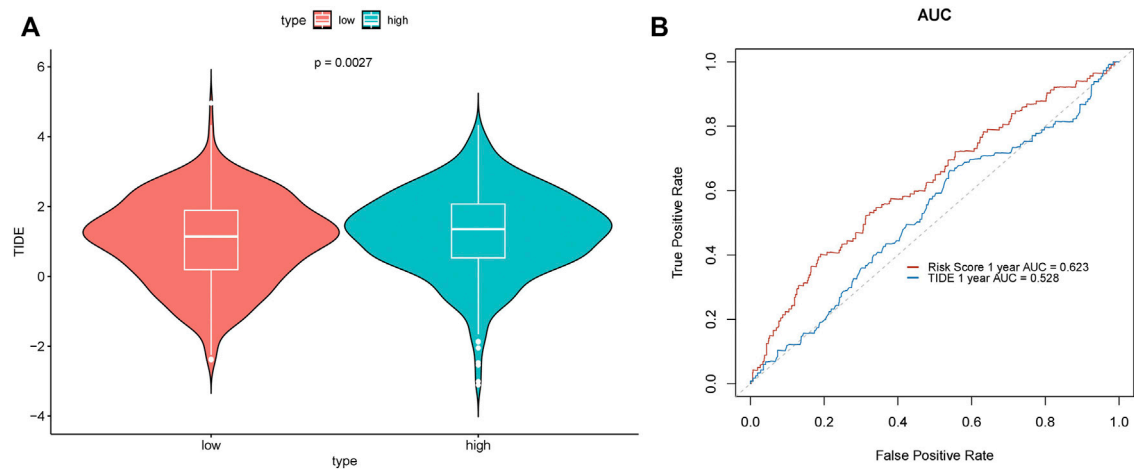 A
type low high
p = 0.0027
6
4
2
0
−2
−4
TIDE
low high
type
B
AUC
1.0
0.8
0.6
0.4
0.2
0.0
True Positive Rate
Risk Score 1 year AUC = 0.623
TIDE 1 year AUC = 0.528
0.0 0.2 0.4 0.6 0.8 1.0
False Positive Rate